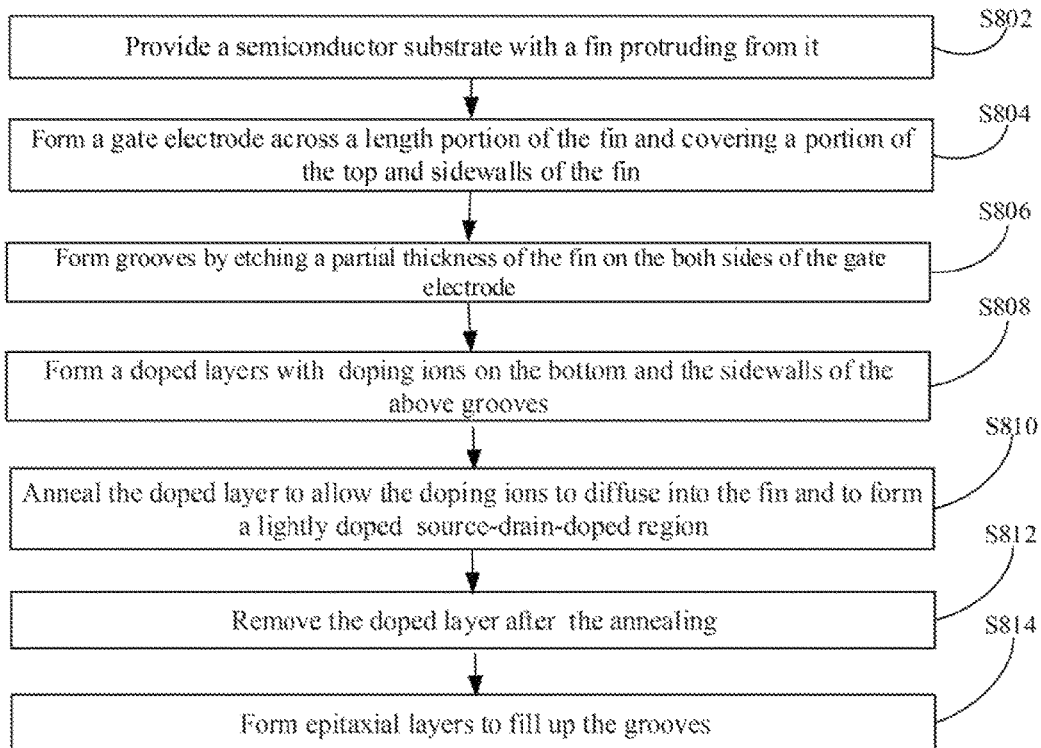 S802
Provide a semiconductor substrate with a fin protruding from it
S804
Form a gate electrode across a length portion of the fin and covering a portion of
the top and sidewalls of the fin
S806
Form grooves by etching a partial thickness of the fin on the both sides of the gate
electrode
S808
Form a doped layers with doping ions on the bottom and the sidewalls of the
above grooves
S810
Anneal the doped layer to allow the doping ions to diffuse into the fin and to form
a lightly doped source-drain-doped region
S812
Remove the doped layer after the annealing
S814
Form epitaxial layers to fill up the grooves